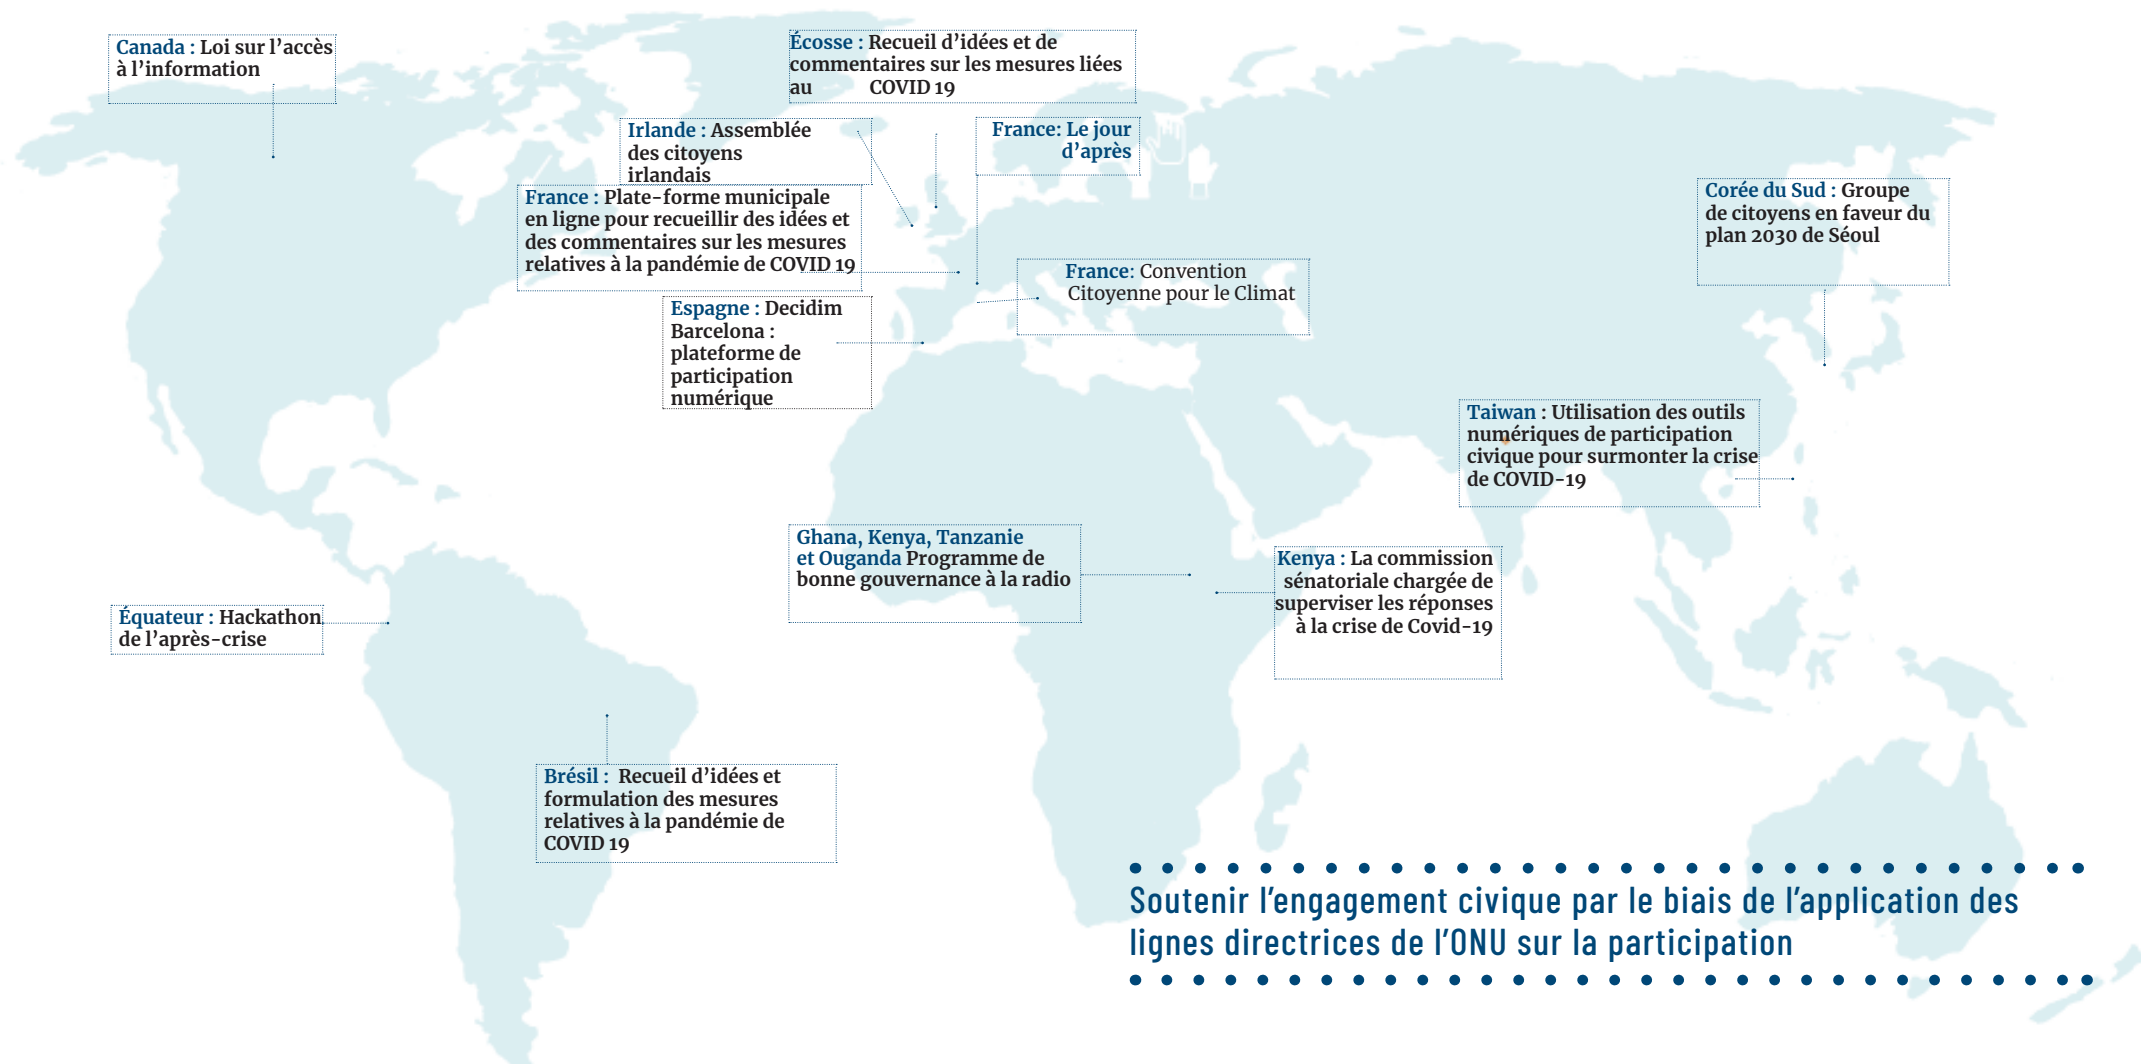 Canada : Loi sur l’accès
à l’information
Écosse : Recueil d’idées et de
commentaires sur les mesures liées
au COVID 19
Irlande : Assemblée
des citoyens
irlandais
France: Le jour
d’après
France : Plate-forme municipale
en ligne pour recueillir des idées et
des commentaires sur les mesures
relatives à la pandémie de COVID 19
Corée du Sud : Groupe
de citoyens en faveur du
plan 2030 de Séoul
France: Convention
Citoyenne pour le Climat
Espagne : Decidim
Barcelona :
plateforme de
participation
numérique
Taiwan : Utilisation des outils
numériques de participation
civique pour surmonter la crise
de COVID-19
Ghana, Kenya, Tanzanie
et Ouganda Programme de
bonne gouvernance à la radio
Kenya : La commission
sénatoriale chargée de
superviser les réponses
à la crise de Covid-19
Équateur : Hackathon
de l’après-crise
Brésil : Recueil d’idées et
formulation des mesures
relatives à la pandémie de
COVID 19
Soutenir l’engagement civique par le biais de l’application des
lignes directrices de l’ONU sur la participation